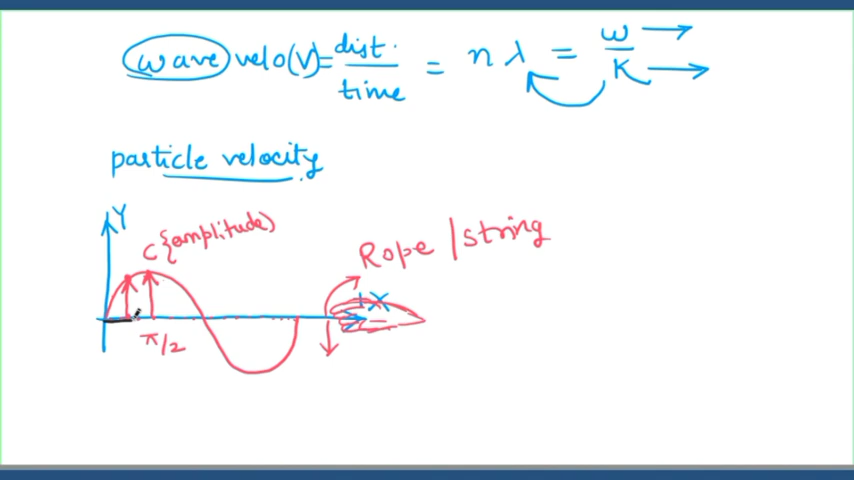 wave velo(V) = dist. / time = nλ = ω / K
particle velocity
Y
C{amplitude)
Rope / string
+X
π/2